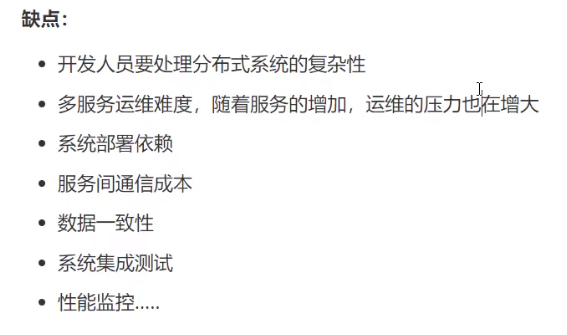 缺点：
开发人员要处理分布式系统的复杂性
多服务运维难度，随着服务的增加，运维的压力也在增大
系统部署依赖
服务间通信成本
数据一致性
系统集成测试
性能监控.....